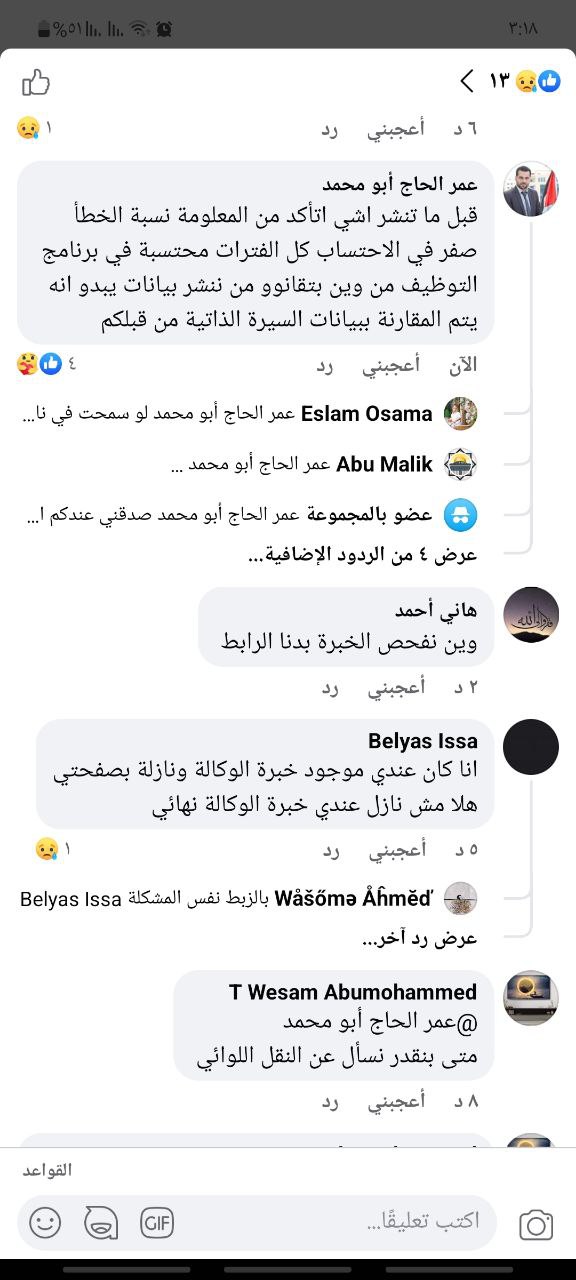 ٣:١٨
%٥١
١٣
٦ د أعجبني رد
١
عمر الحاج أبو محمد
قبل ما تنشر اشي اتأكد من المعلومة نسبة الخطأ
صفر في الاحتساب كل الفترات محتسبة في برنامج
التوظيف من وين بتقانوو من ننشر بيانات يبدو انه
يتم المقارنة ببيانات السيرة الذاتية من قبلكم
الآن أعجبني رد
٤
Eslam Osama عمر الحاج أبو محمد لو سمحت في نا...
Abu Malik عمر الحاج أبو محمد ...
عضو بالمجموعة عمر الحاج أبو محمد صدقني عندكم ا...
عرض ٤ من الردود الإضافية...
هاني أحمد
وين نفحص الخبرة بدنا الرابط
٢ د أعجبني رد
Belyas Issa
انا كان عندي موجود خبرة الوكالة ونازلة بصفحتي
هلا مش نازل عندي خبرة الوكالة نهائي
٥ د أعجبني رد
١
Wåšőmə Åĥmĕď بالزبط نفس المشكلة Belyas Issa
عرض رد آخر...
T Wesam Abumohammed
@عمر الحاج أبو محمد
متى بنقدر نسأل عن النقل اللوائي
٨ د أعجبني رد
القواعد
اكتب تعليقًا...
GIF